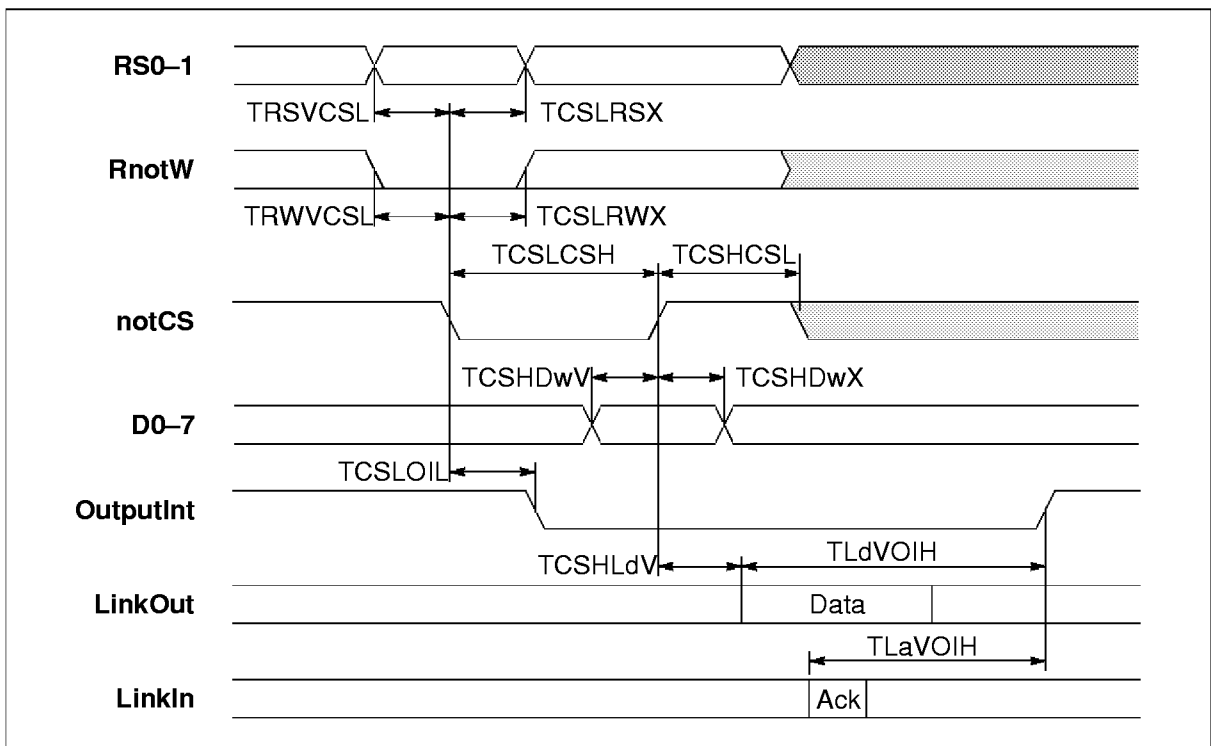 RS0–1
TRSVCSL TCSLRSX
RnotW
TRWVCSL TCSLRWX
TCSLCSH TCSHCSL
notCS
TCSHDwV TCSHDwX
D0–7
TCSLOIL
OutputInt
TCSHLdV TLdVOIH
LinkOut Data
TLaVOIH
LinkIn Ack